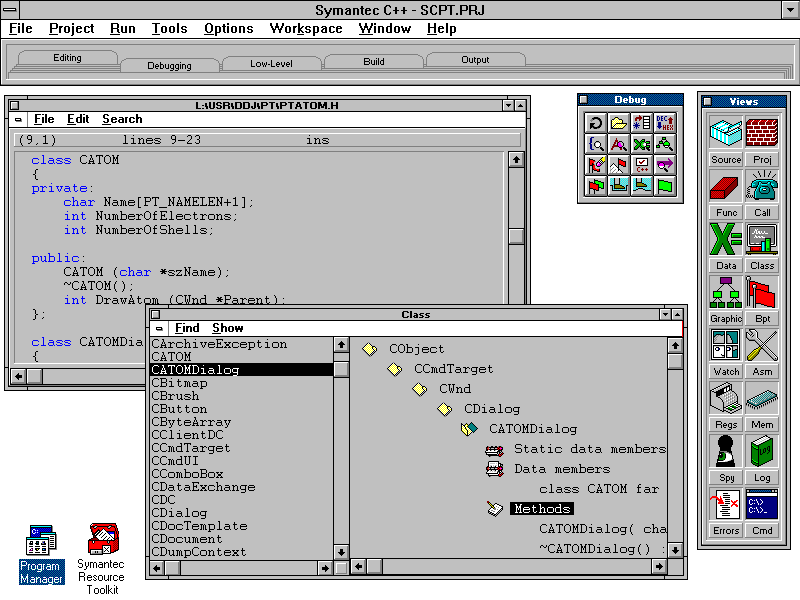 Symantec C++ - SCPT.PRJ
File Project Run Tools Options Workspace Window Help
Editing Debugging Low-Level Build Output
L:\USR\DDJ\PT\PTATOM.H
File Edit Search
(9,1) lines 9-23 ins
class CATOM
{
private:
char Name[PT_NAMELEN+1];
int NumberOfElectrons;
int NumberOfShells;
public:
CATOM (char *szName);
~CATOM();
int DrawAtom (CWnd *Parent);
};
class CATOMDia
{
Class
Find Show
CArchiveException
CATOM
CATOMDialog
CBitmap
CBrush
CButton
CByteArray
CClientDC
CCmdTarget
CCmdUI
CComboBox
CDataExchange
CDC
CDialog
CDocTemplate
CDocument
CDumpContext
CObject
CCmdTarget
CWnd
CDialog
CATOMDialog
Static data members
Data members
class CATOM far
Methods
CATOMDialog( cha
~CATOMDialog() :
Debug
DEC
HEX
C++
Views
Source Proj
Func Call
Data Class
Graphic Bpt
Watch Asm
Regs Mem
Spy Log
Errors Cmd
Program
Manager
Symantec
Resource
Toolkit